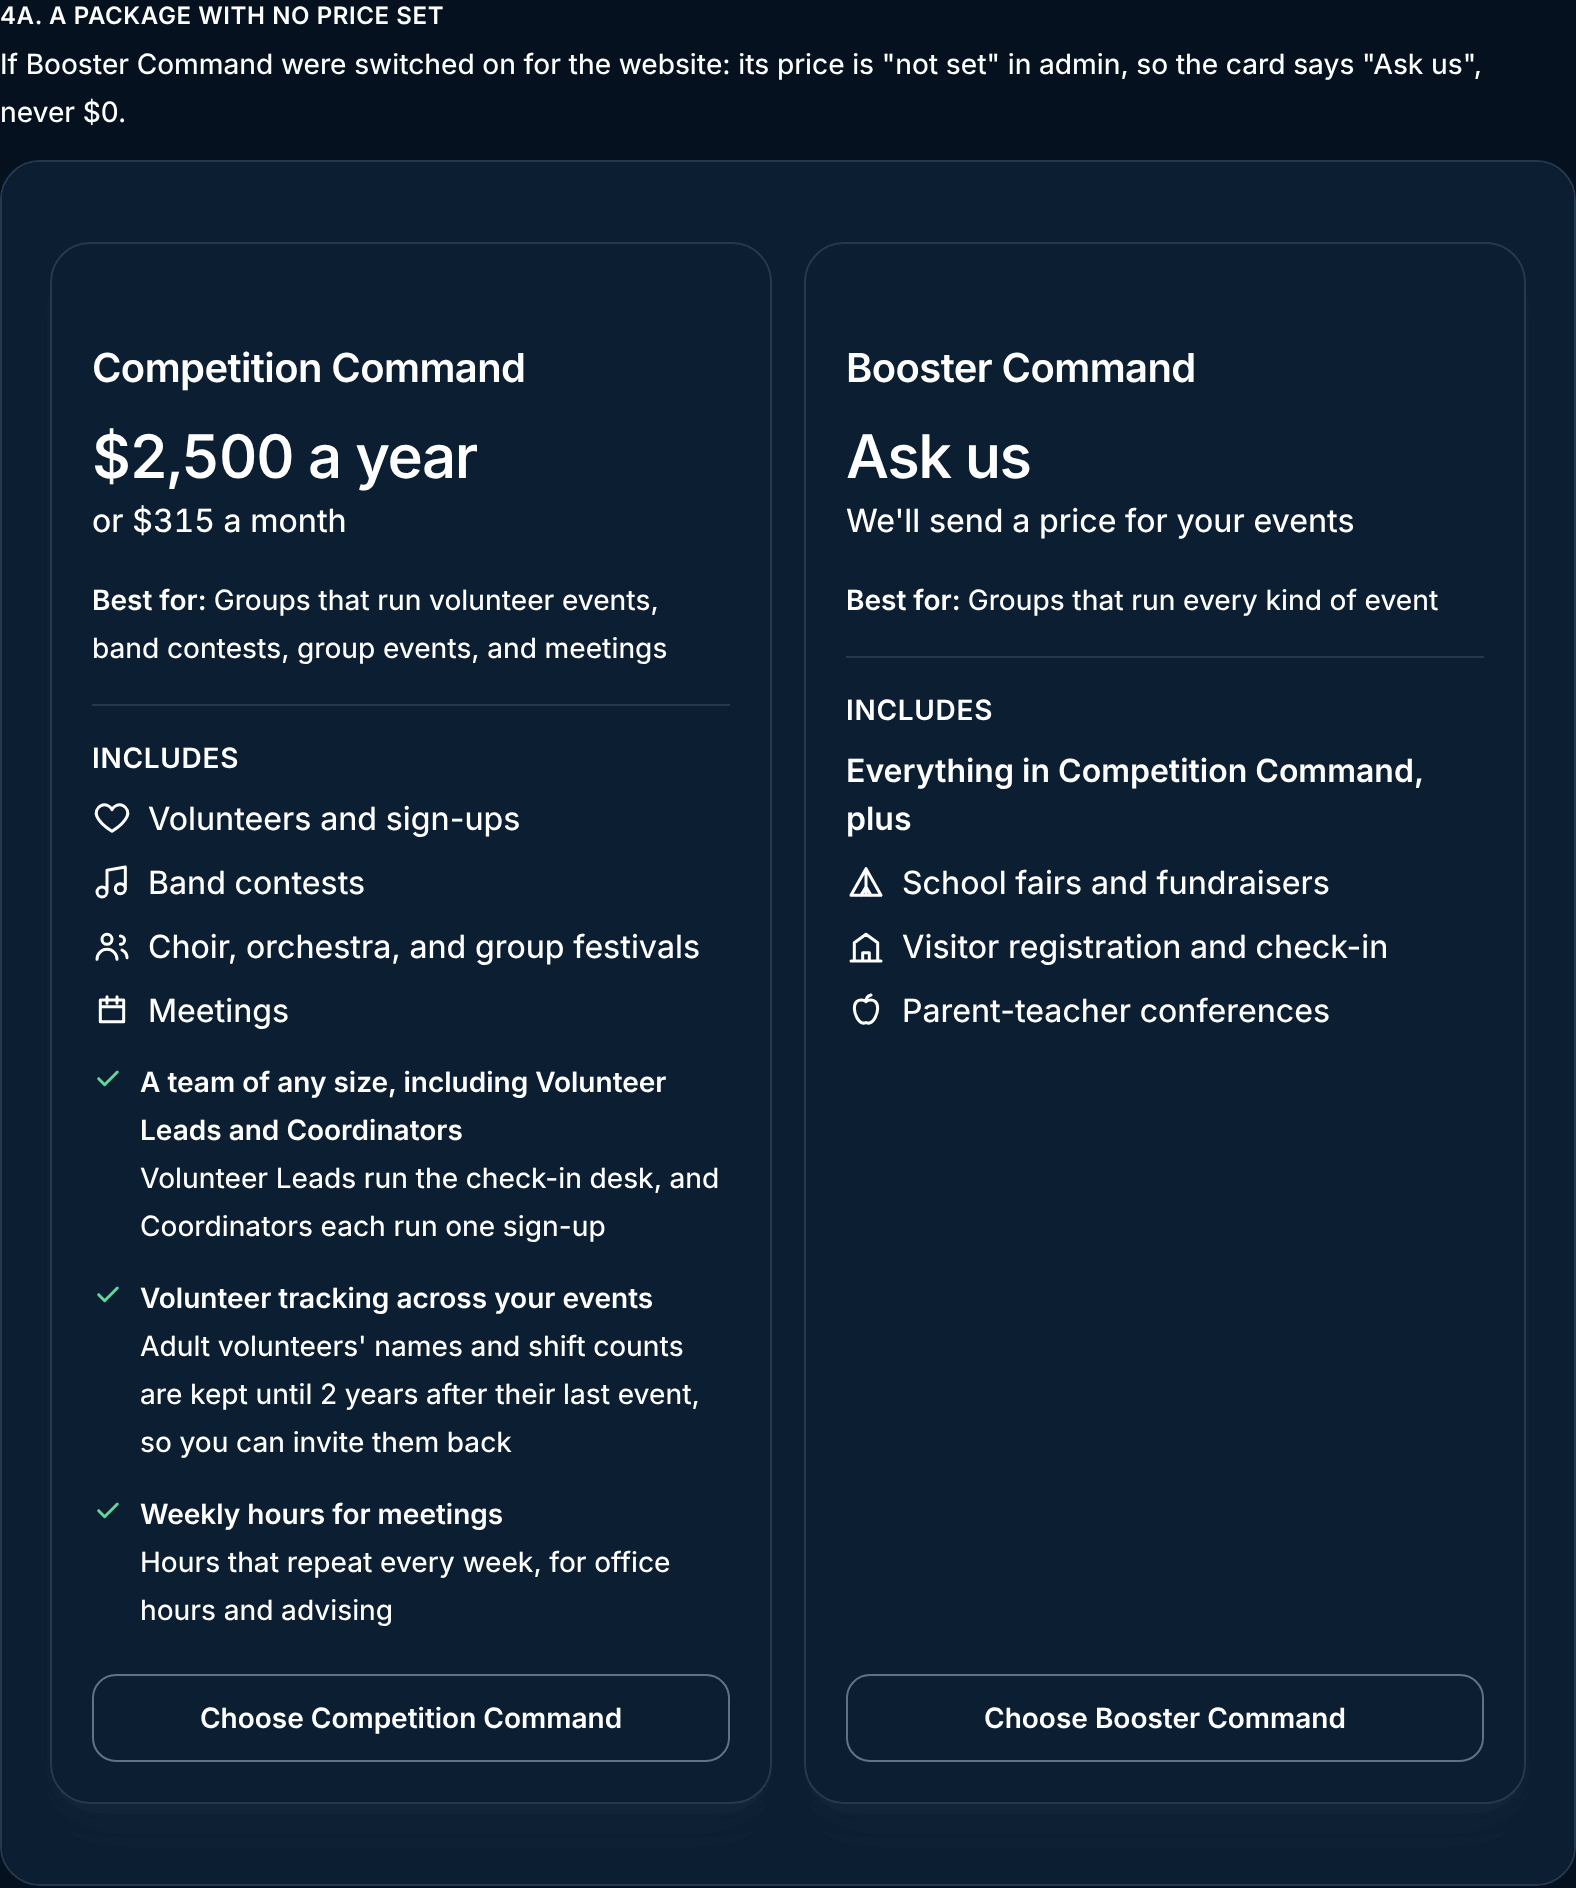 4A. A PACKAGE WITH NO PRICE SET
If Booster Command were switched on for the website: its price is "not set" in admin, so the card says "Ask us",
never $0.
Competition Command
$2,500 a year
or $315 a month
Best for: Groups that run volunteer events,
band contests, group events, and meetings
INCLUDES
Volunteers and sign-ups
Band contests
Choir, orchestra, and group festivals
Meetings
A team of any size, including Volunteer
Leads and Coordinators
Volunteer Leads run the check-in desk, and
Coordinators each run one sign-up
Volunteer tracking across your events
Adult volunteers' names and shift counts
are kept until 2 years after their last event,
so you can invite them back
Weekly hours for meetings
Hours that repeat every week, for office
hours and advising
Choose Competition Command
Booster Command
Ask us
We'll send a price for your events
Best for: Groups that run every kind of event
INCLUDES
Everything in Competition Command,
plus
School fairs and fundraisers
Visitor registration and check-in
Parent-teacher conferences
Choose Booster Command